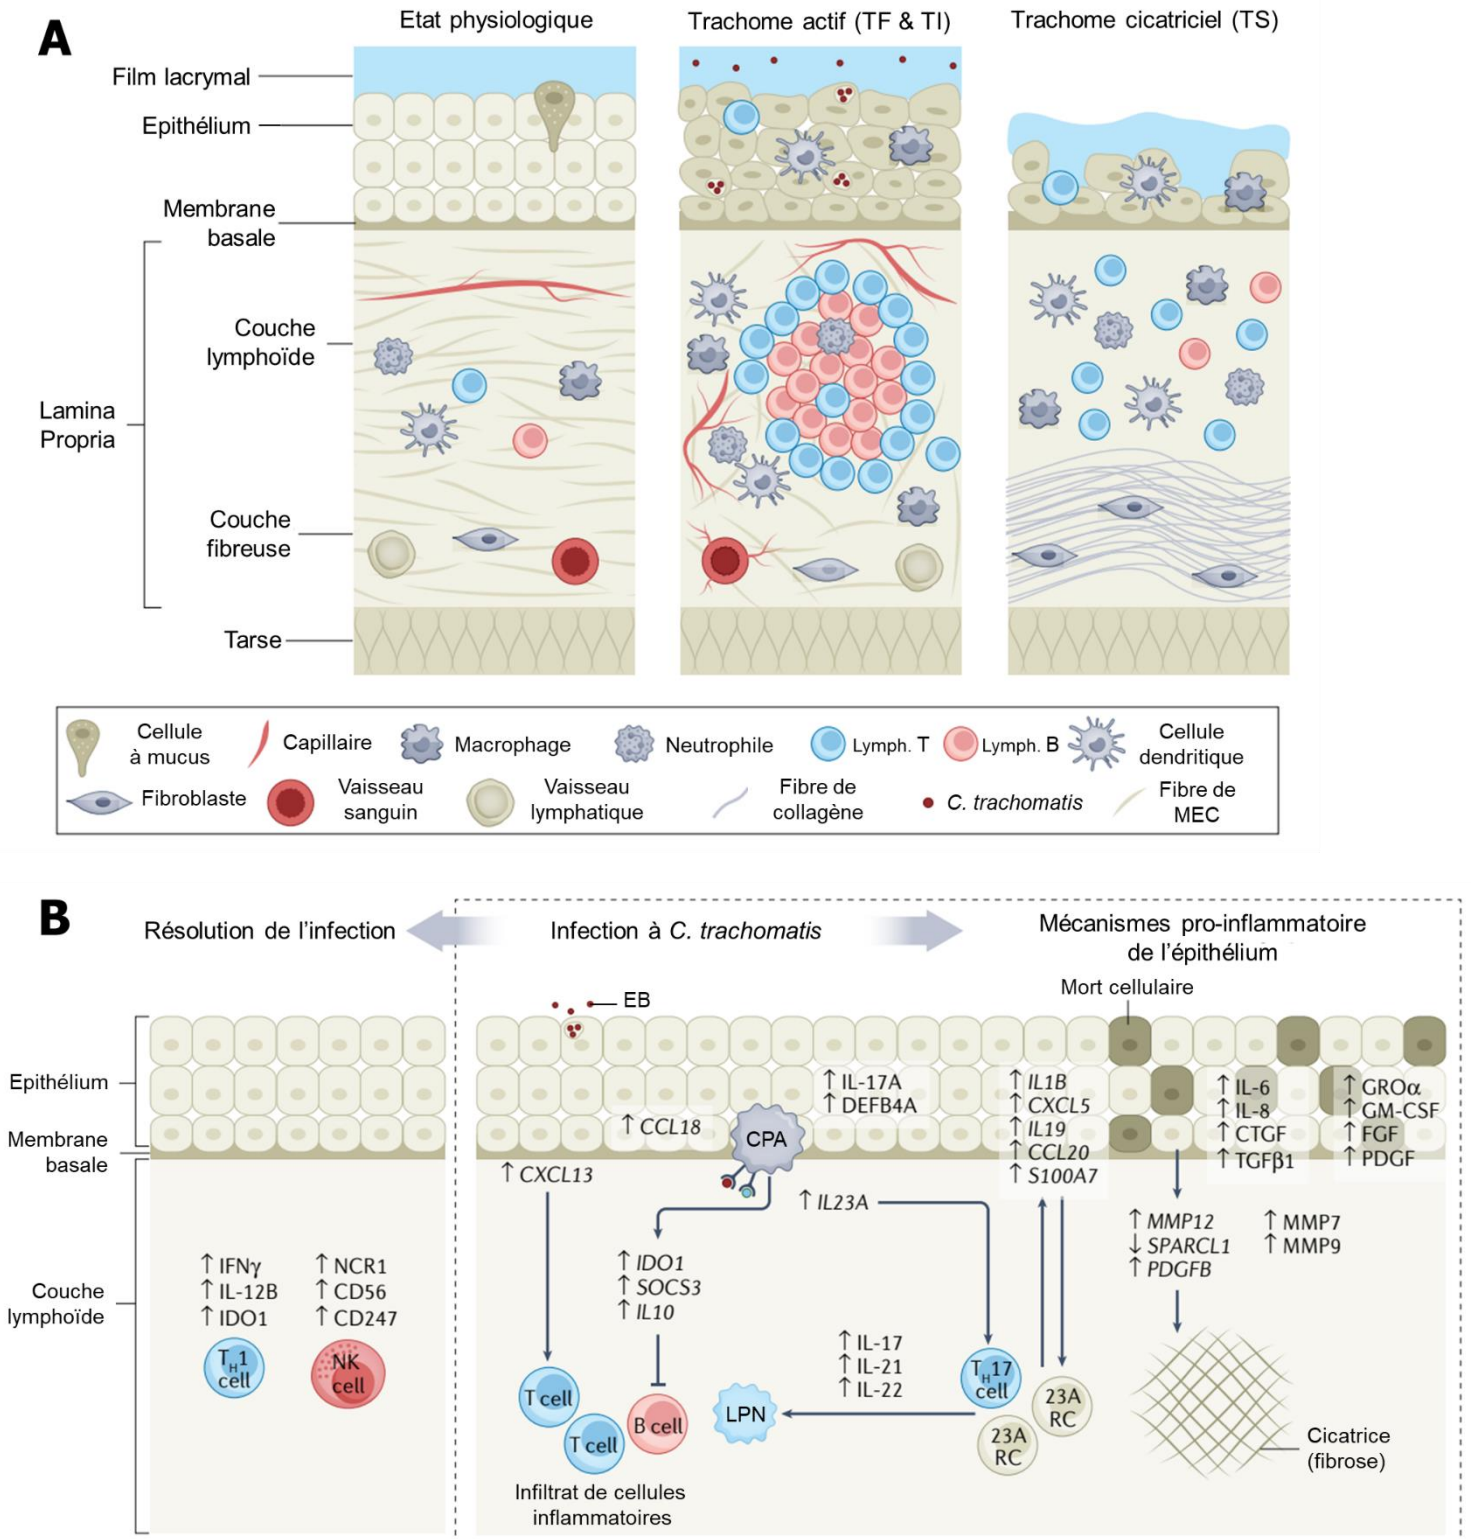 A
Etat physiologique
Trachome actif (TF & TI)
Trachome cicatriciel (TS)
Film lacrymal
Epithélium
Membrane
basale
Couche
lymphoïde
Lamina
Propria
Couche
fibreuse
Tarse
Cellule
à mucus
Capillaire
Macrophage
Neutrophile
Lymph. T
Lymph. B
Cellule
dendritique
Fibroblaste
Vaisseau
sanguin
Vaisseau
lymphatique
Fibre de
collagène
C. trachomatis
Fibre de
MEC
B
Résolution de l'infection
Infection à C. trachomatis
Mécanismes pro-inflammatoire
de l'épithélium
Mort cellulaire
EB
Epithélium
Membrane
basale
Couche
lymphoïde
↑ IFNγ
↑ IL-12B
↑ IDO1
↑ NCR1
↑ CD56
↑ CD247
TH1
cell
NK
cell
↑ CCL18
CPA
↑ IL-17A
↑ DEFB4A
↑ IL1B
↑ CXCL5
↑ IL19
↑ CCL20
↑ S100A7
↑ IL-6
↑ IL-8
↑ CTGF
↑ TGFβ1
↑ GROα
↑ GM-CSF
↑ FGF
↑ PDGF
↑ CXCL13
↑ IL23A
↑ IDO1
↑ SOCS3
↑ IL10
↑ MMP12
↓ SPARCL1
↑ PDGFB
↑ MMP7
↑ MMP9
↑ IL-17
↑ IL-21
↑ IL-22
T cell
T cell
B cell
LPN
TH17
cell
23A
RC
23A
RC
Infiltrat de cellules
inflammatoires
Cicatrice
(fibrose)